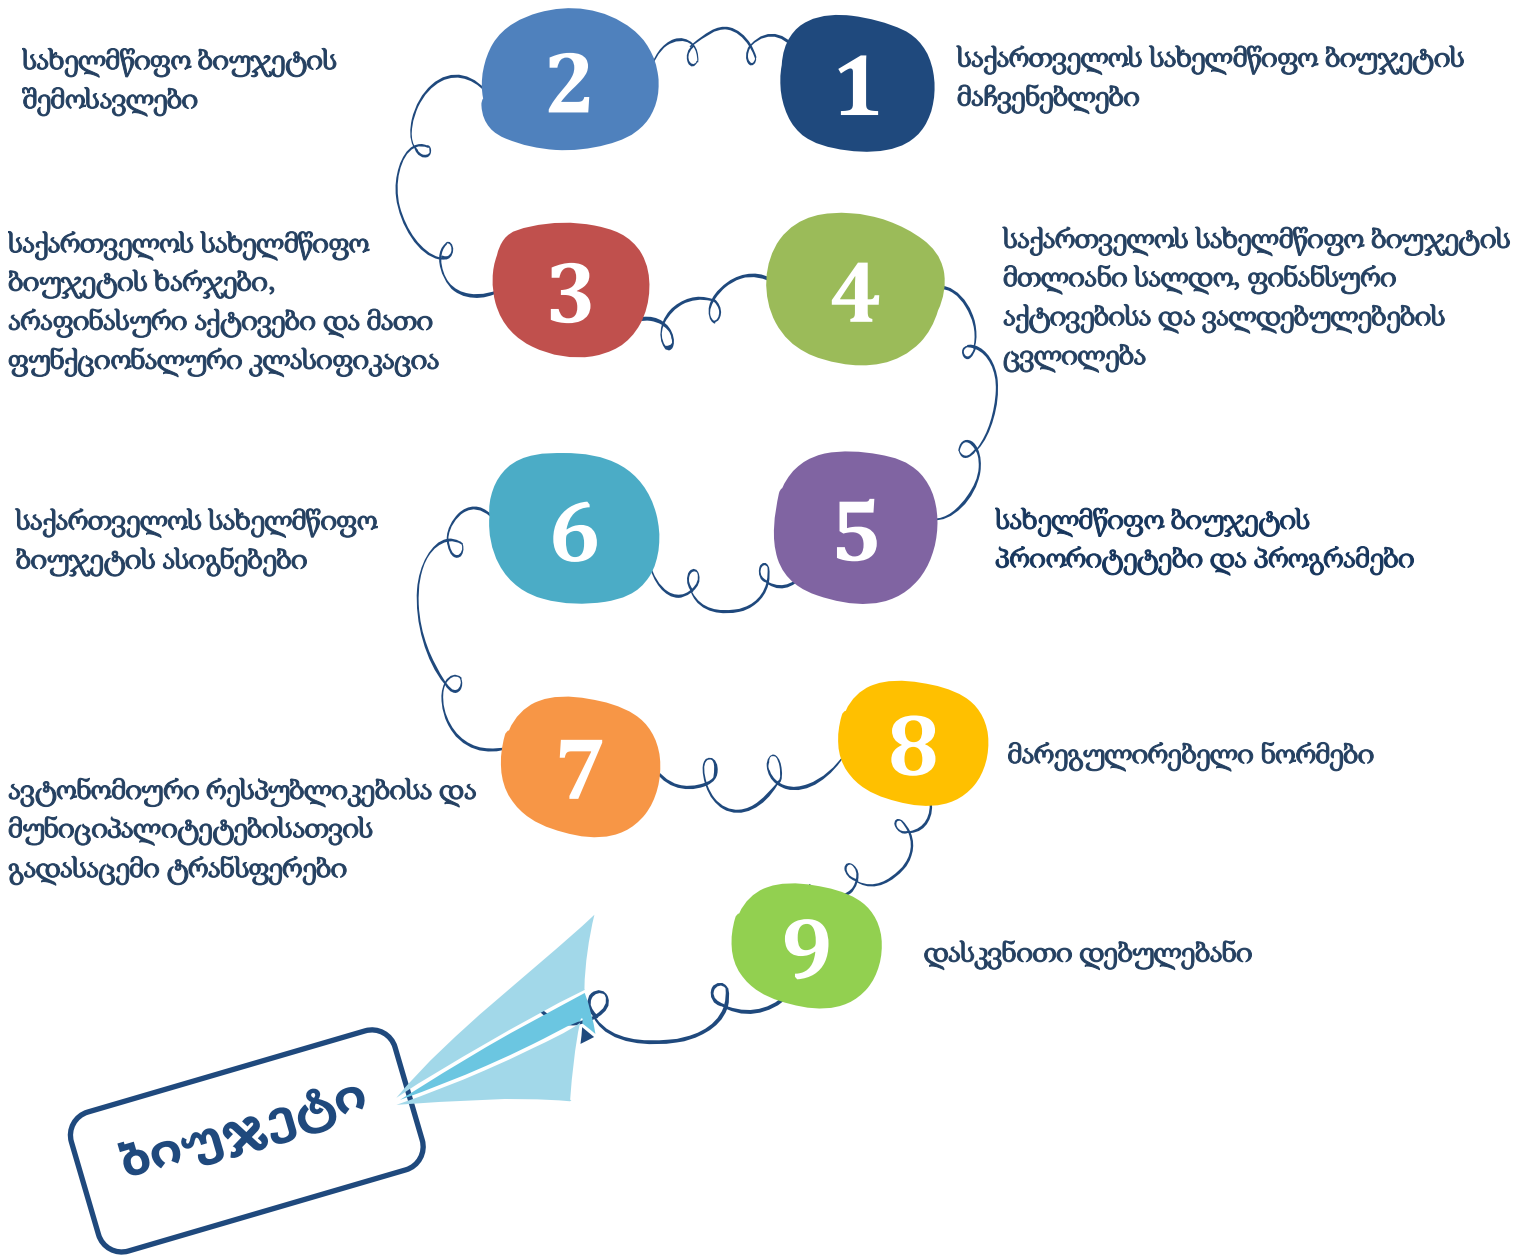 1
საქართველოს სახელმწიფო ბიუჯეტის
მაჩვენებლები
2
სახელმწიფო ბიუჯეტის
შემოსავლები
3
საქართველოს სახელმწიფო
ბიუჯეტის ხარჯები,
არაფინასური აქტივები და მათი
ფუნქციონალური კლასიფიკაცია
4
საქართველოს სახელმწიფო ბიუჯეტის
მთლიანი სალდო, ფინანსური
აქტივებისა და ვალდებულებების
ცვლილება
5
სახელმწიფო ბიუჯეტის
პრიორიტეტები და პროგრამები
6
საქართველოს სახელმწიფო
ბიუჯეტის ასიგნებები
7
ავტონომიური რესპუბლიკებისა და
მუნიციპალიტეტებისათვის
გადასაცემი ტრანსფერები
8
მარეგულირებელი ნორმები
9
დასკვნითი დებულებანი
ბიუჯეტი